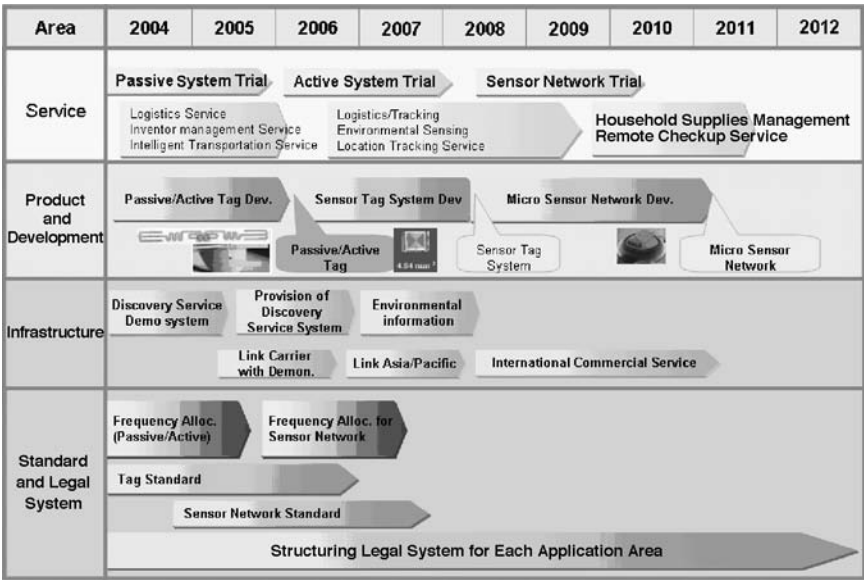 Area 2004 2005 2006 2007 2008 2009 2010 2011 2012
Service
Passive System Trial
Active System Trial
Sensor Network Trial
Logistics Service
Inventor management Service
Intelligent Transportation Service
Logistics/Tracking
Environmental Sensing
Location Tracking Service
Household Supplies Management
Remote Checkup Service
Product
and
Development
Passive/Active Tag Dev.
Sensor Tag System Dev
Micro Sensor Network Dev.
Passive/Active
Tag
Sensor Tag
System
Micro Sensor
Network
Infrastructure
Discovery Service
Demo system
Provision of
Discovery
Service System
Environmental
information
Link Carrier
with Demon.
Link Asia/Pacific
International Commercial Service
Standard
and Legal
System
Frequency Alloc.
(Passive/Active)
Frequency Alloc. for
Sensor Network
Tag Standard
Sensor Network Standard
Structuring Legal System for Each Application Area